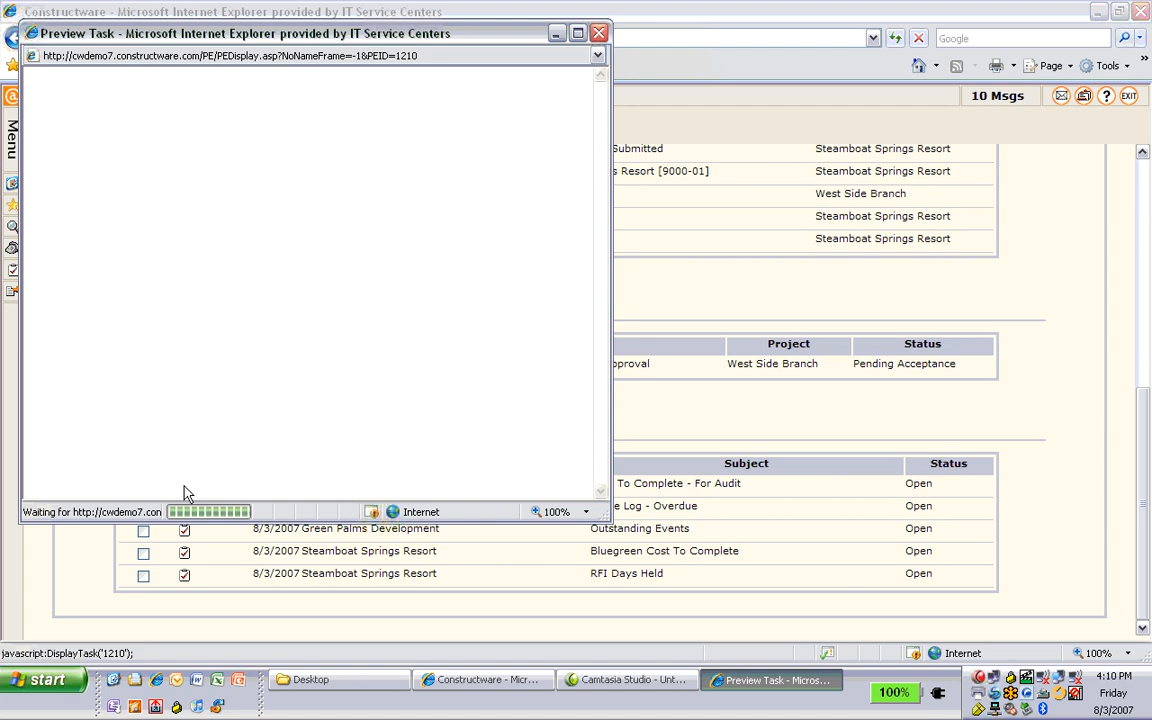 Constructware - Microsoft Internet Explorer provided by IT Service Centers
Preview Task - Microsoft Internet Explorer provided by IT Service Centers
http://cwdemo7.constructware.com/PE/PEDisplay.asp?NoNameFrame=-1&PEID=1210
Google
Page
Tools
Menu
10 Msgs
EXIT
Submitted Steamboat Springs Resort
s Resort [9000-01] Steamboat Springs Resort
West Side Branch
Steamboat Springs Resort
Steamboat Springs Resort
Project Status
pproval West Side Branch Pending Acceptance
Subject Status
To Complete - For Audit Open
e Log - Overdue Open
Waiting for http://cwdemo7.con Internet 100%
8/3/2007 Green Palms Development Outstanding Events Open
8/3/2007 Steamboat Springs Resort Bluegreen Cost To Complete Open
8/3/2007 Steamboat Springs Resort RFI Days Held Open
javascript:DisplayTask('1210'); Internet 100%
start Desktop Constructware - Micr... Camtasia Studio - Unt... Preview Task - Micros... 100% 4:10 PM
Friday
8/3/2007